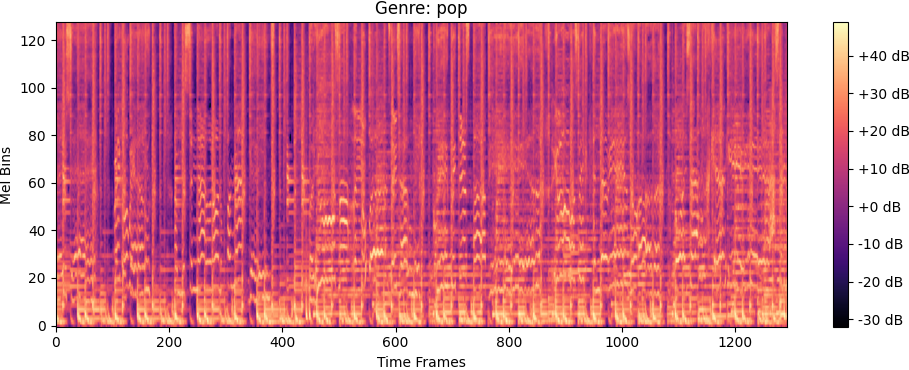 Genre: pop
Mel Bins
120
100
80
60
40
20
0
0 200 400 600 800 1000 1200
Time Frames
+40 dB
+30 dB
+20 dB
+10 dB
+0 dB
-10 dB
-20 dB
-30 dB